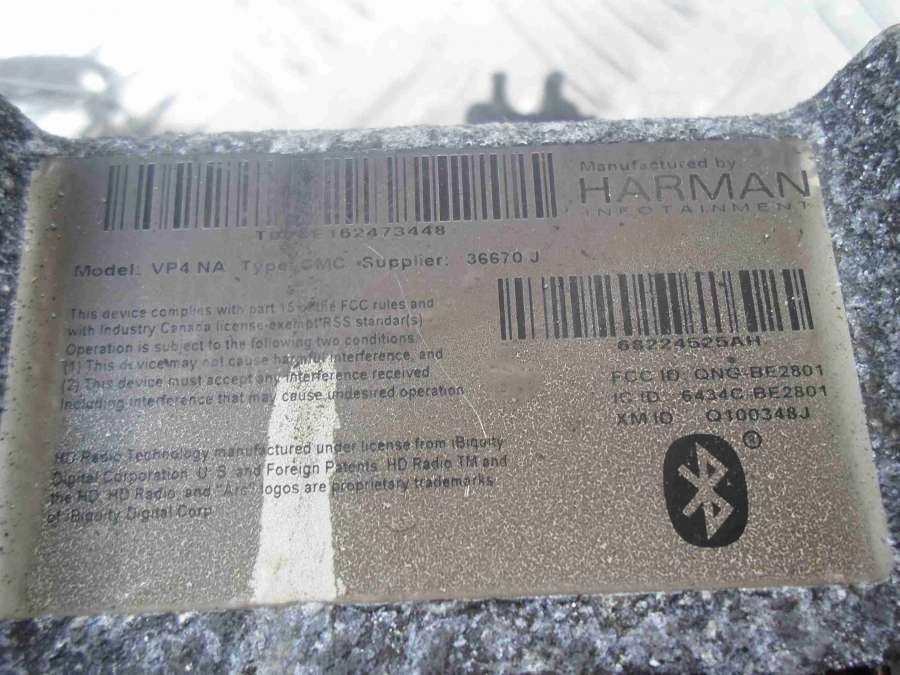 Manufactured by
HARMAN
INFOTAINMENT
162473448
Model: VP4 NA Type: CMC Supplier: 36670 J
This device complies with part 15 of the FCC rules and
with Industry Canada license-exempt RSS standar(s)
Operation is subject to the following two conditions:
(1) This device may not cause harmful interference, and
(2) This device must accept any interference received
including interference that may cause undesired operation
68224525AH
FCC ID: QNG-BE2801
IC ID: 6434C-BE2801
XM ID: Q100348J
HD Radio Technology manufactured under license from iBiquity
Digital Corporation. U.S. and Foreign Patents. HD Radio TM and
the HD, HD Radio, and "Arc" logos are proprietary trademarks
of iBiquity Digital Corp.
®